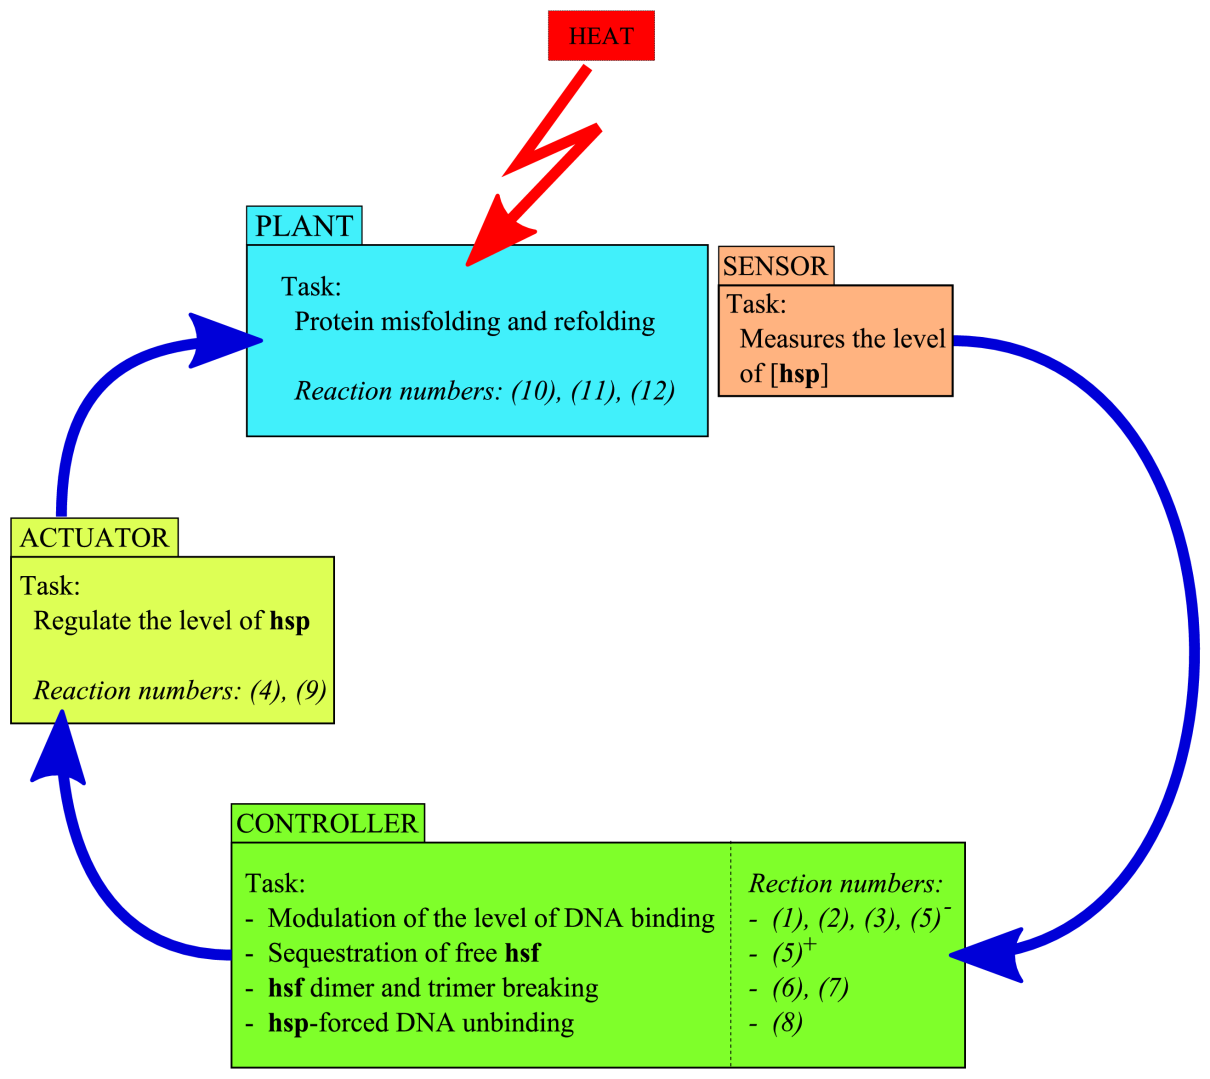 HEAT
PLANT
Task:
Protein misfolding and refolding
Reaction numbers: (10), (11), (12)
SENSOR
Task:
Measures the level
of [hsp]
ACTUATOR
Task:
Regulate the level of hsp
Reaction numbers: (4), (9)
CONTROLLER
Task:
- Modulation of the level of DNA binding
- Sequestration of free hsf
- hsf dimer and trimer breaking
- hsp-forced DNA unbinding
Rection numbers:
- (1), (2), (3), (5)⁻
- (5)⁺
- (6), (7)
- (8)